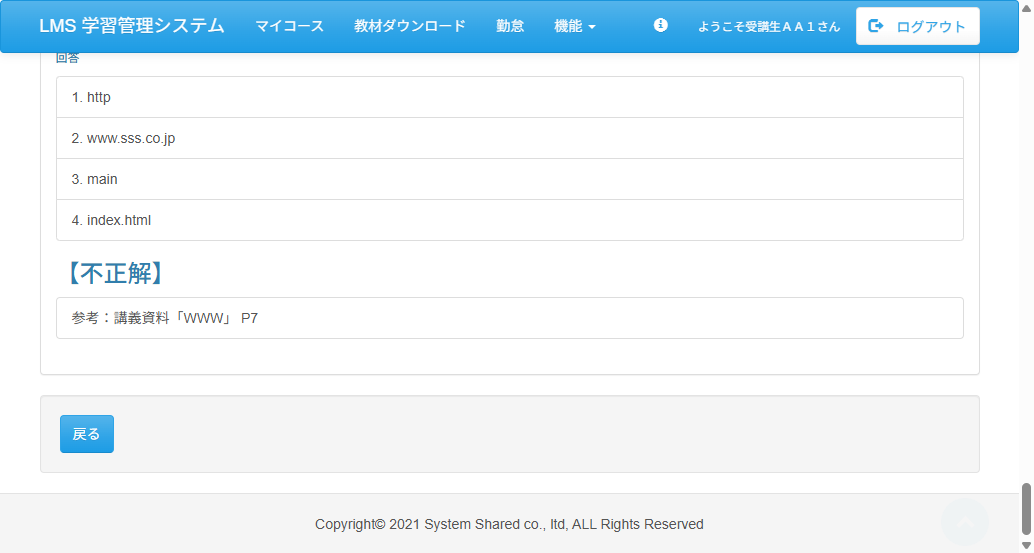 LMS 学習管理システム マイコース 教材ダウンロード 勤怠 機能 ようこそ受講生ＡＡ１さん ログアウト
回答
1. http
2. www.sss.co.jp
3. main
4. index.html
【不正解】
参考：講義資料「WWW」 P7
戻る
Copyright© 2021 System Shared co., ltd, ALL Rights Reserved